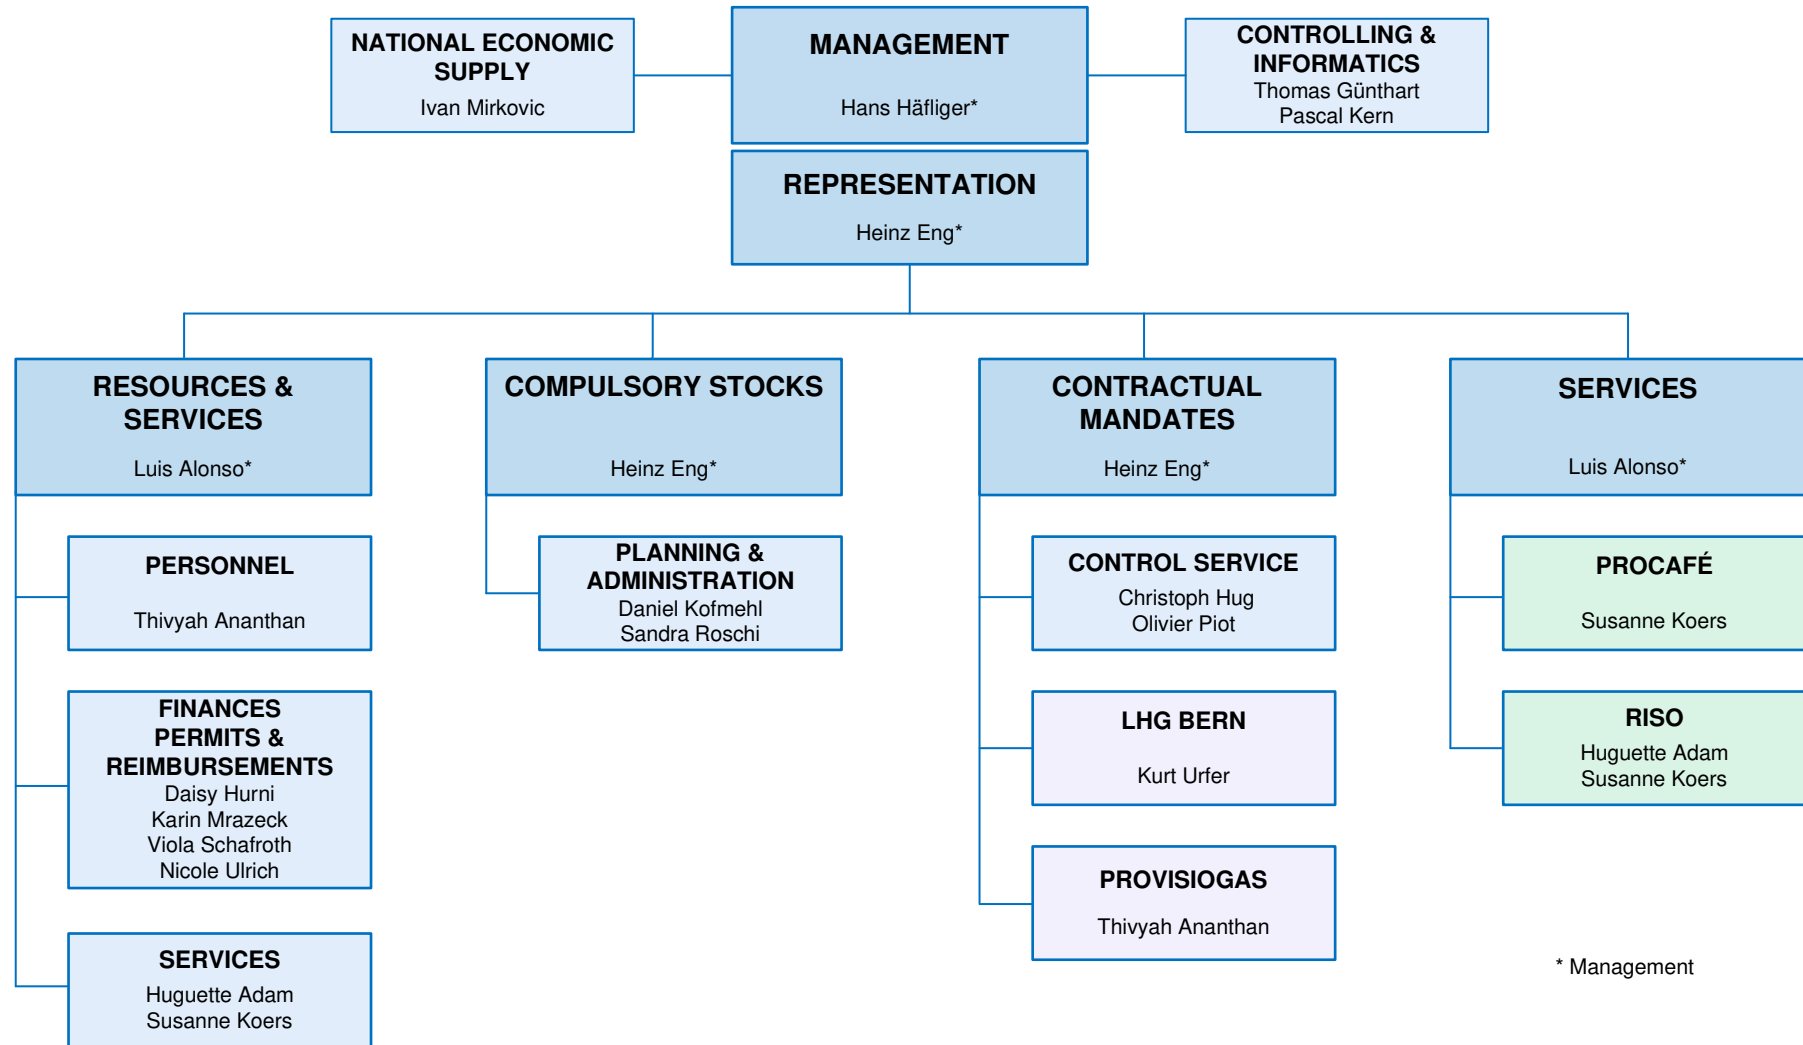 NATIONAL ECONOMIC
SUPPLY
Ivan Mirkovic
MANAGEMENT
Hans Häfliger*
CONTROLLING &
INFORMATICS
Thomas Günthart
Pascal Kern
REPRESENTATION
Heinz Eng*
RESOURCES &
SERVICES
Luis Alonso*
COMPULSORY STOCKS
Heinz Eng*
CONTRACTUAL
MANDATES
Heinz Eng*
SERVICES
Luis Alonso*
PERSONNEL
Thivyah Ananthan
PLANNING &
ADMINISTRATION
Daniel Kofmehl
Sandra Roschi
CONTROL SERVICE
Christoph Hug
Olivier Piot
PROCAFÉ
Susanne Koers
FINANCES
PERMITS &
REIMBURSEMENTS
Daisy Hurni
Karin Mrazeck
Viola Schafroth
Nicole Ulrich
LHG BERN
Kurt Urfer
RISO
Huguette Adam
Susanne Koers
PROVISIOGAS
Thivyah Ananthan
SERVICES
Huguette Adam
Susanne Koers
* Management